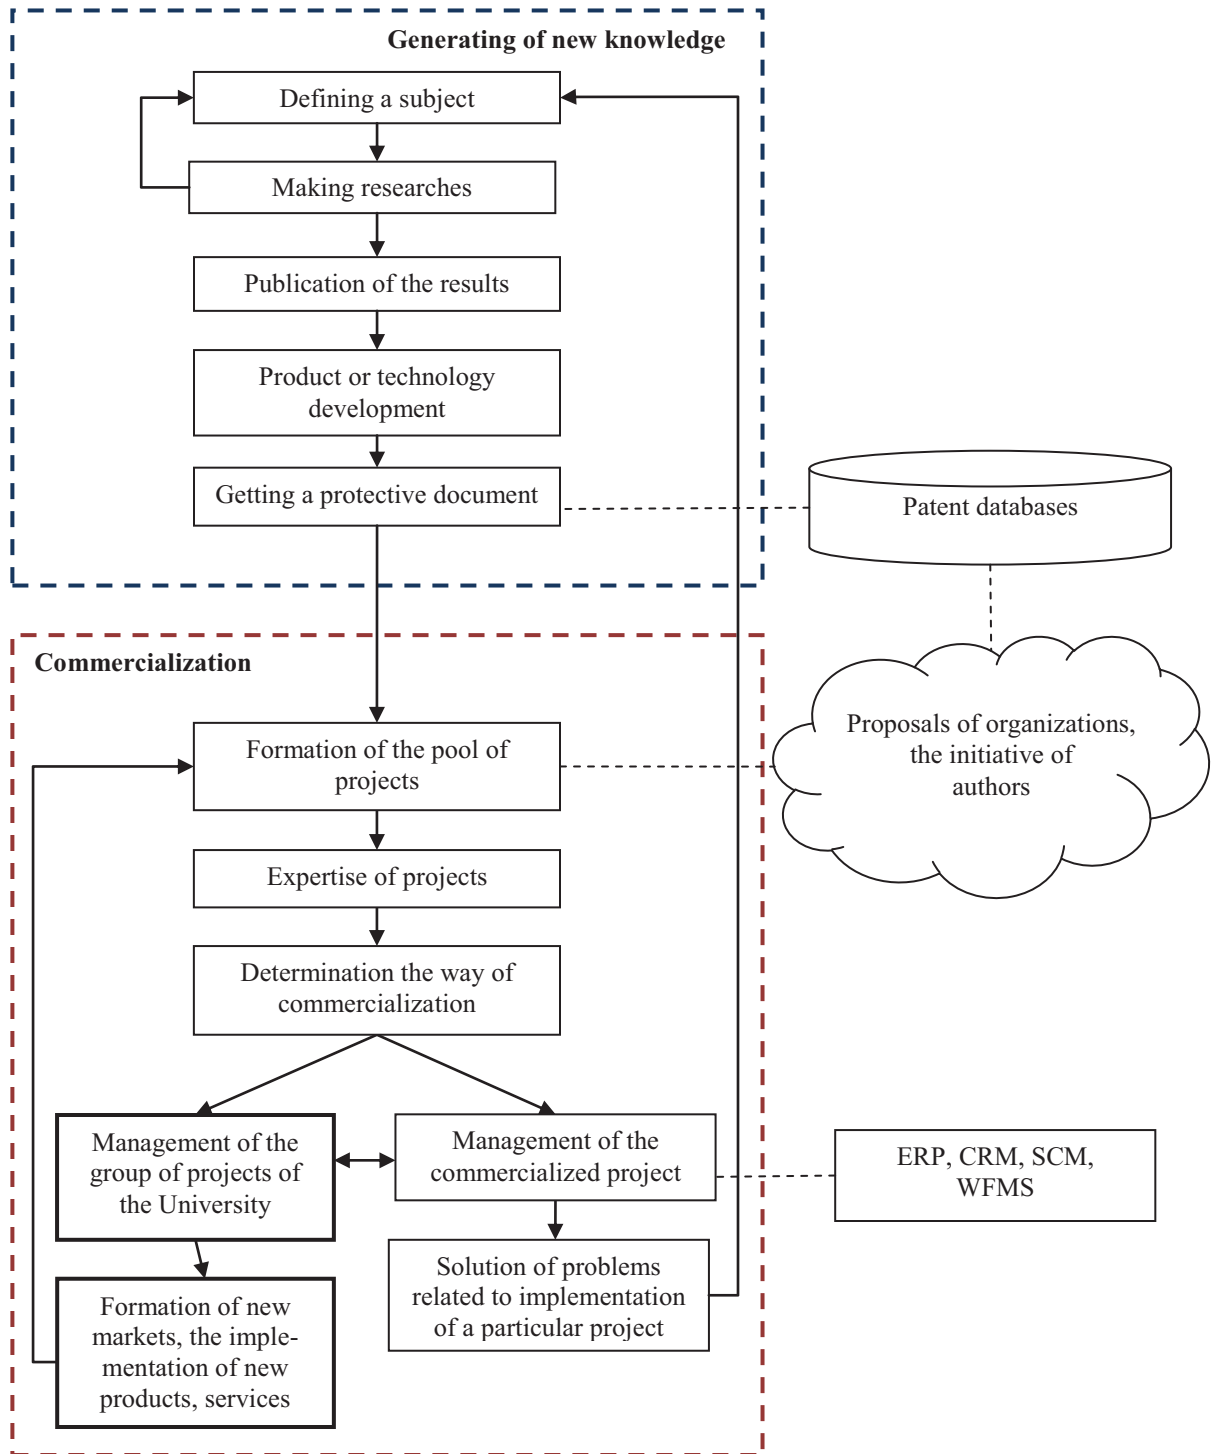 Generating of new knowledge
Defining a subject
Making researches
Publication of the results
Product or technology
development
Getting a protective document
Patent databases
Commercialization
Formation of the pool of
projects
Proposals of organizations,
the initiative of
authors
Expertise of projects
Determination the way of
commercialization
Management of the
group of projects of
the University
Management of the
commercialized project
ERP, CRM, SCM,
WFMS
Solution of problems
related to implementation
of a particular project
Formation of new
markets, the imple-
mentation of new
products, services